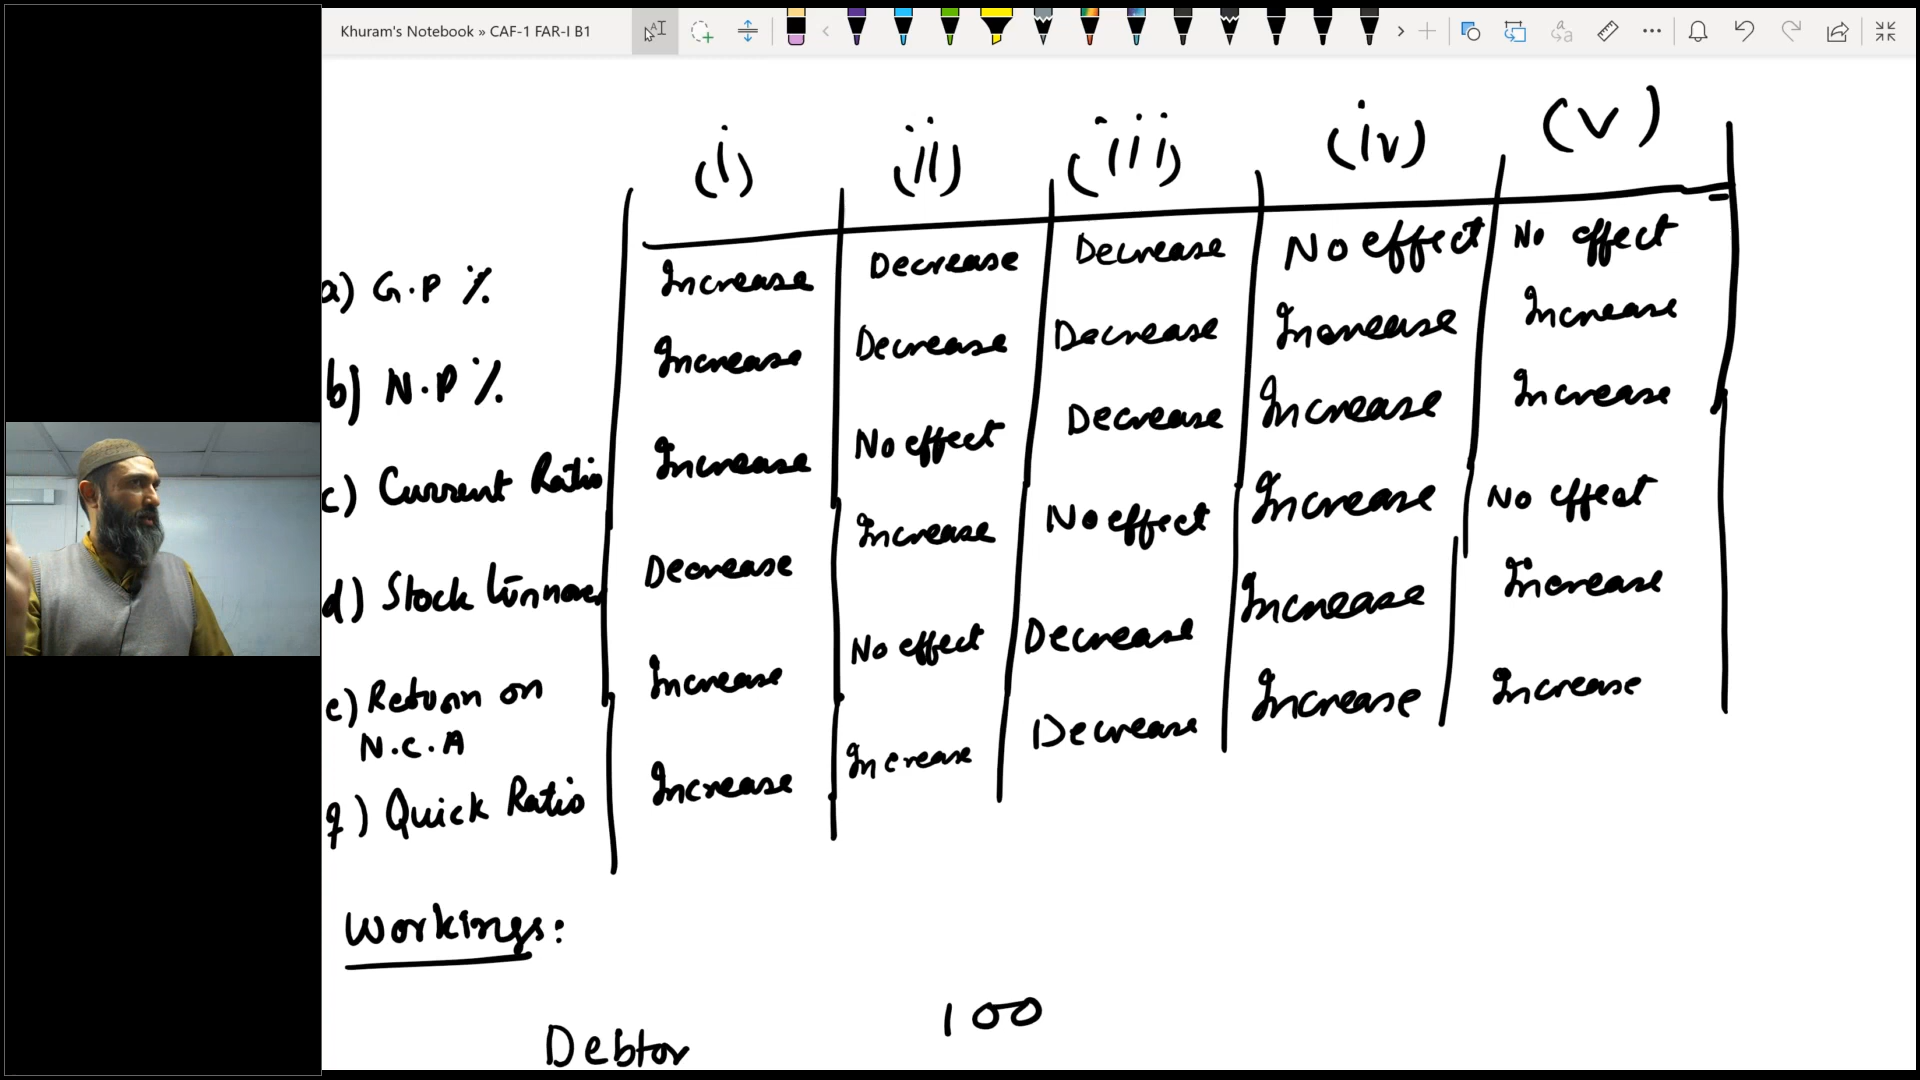 Khuram's Notebook » CAF-1 FAR-I B1
(i) (ii) (iii) (iv) (v)
a) G.P % Increase Decrease Decrease No effect No effect
b) N.P % Increase Decrease Decrease Increase Increase
c) Current Ratio Increase No effect Decrease Increase Increase
d) Stock turnover Decrease Increase No effect Increase No effect
e) Return on Increase No effect Decrease Increase Increase
N.C.A
f) Quick Ratio Increase Increase Decrease Increase Increase
Workings:
Debtor 100